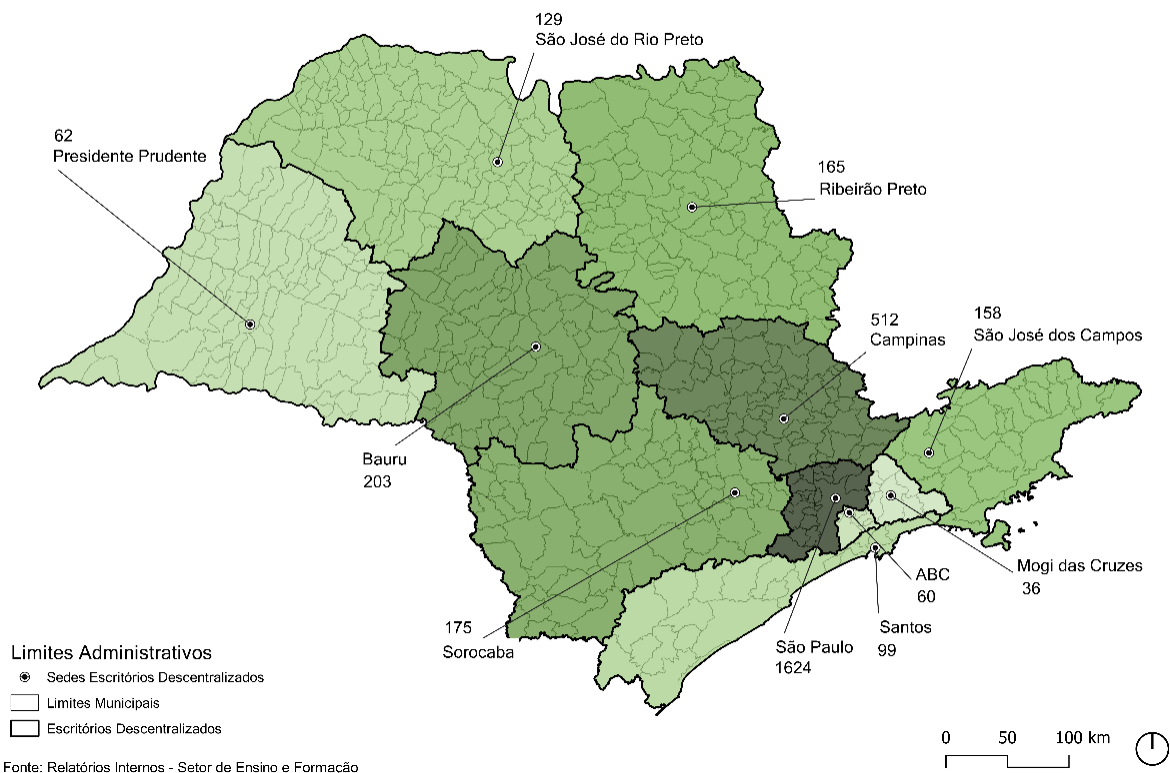 129
São José do Rio Preto
62
Presidente Prudente
165
Ribeirão Preto
512
Campinas
158
São José dos Campos
Bauru
203
175
Sorocaba
São Paulo
1624
ABC
60
Santos
99
Mogi das Cruzes
36
Limites Administrativos
Sedes Escritórios Descentralizados
Limites Municipais
Escritórios Descentralizados
0 50 100 km
Fonte: Relatórios Internos - Setor de Ensino e Formação